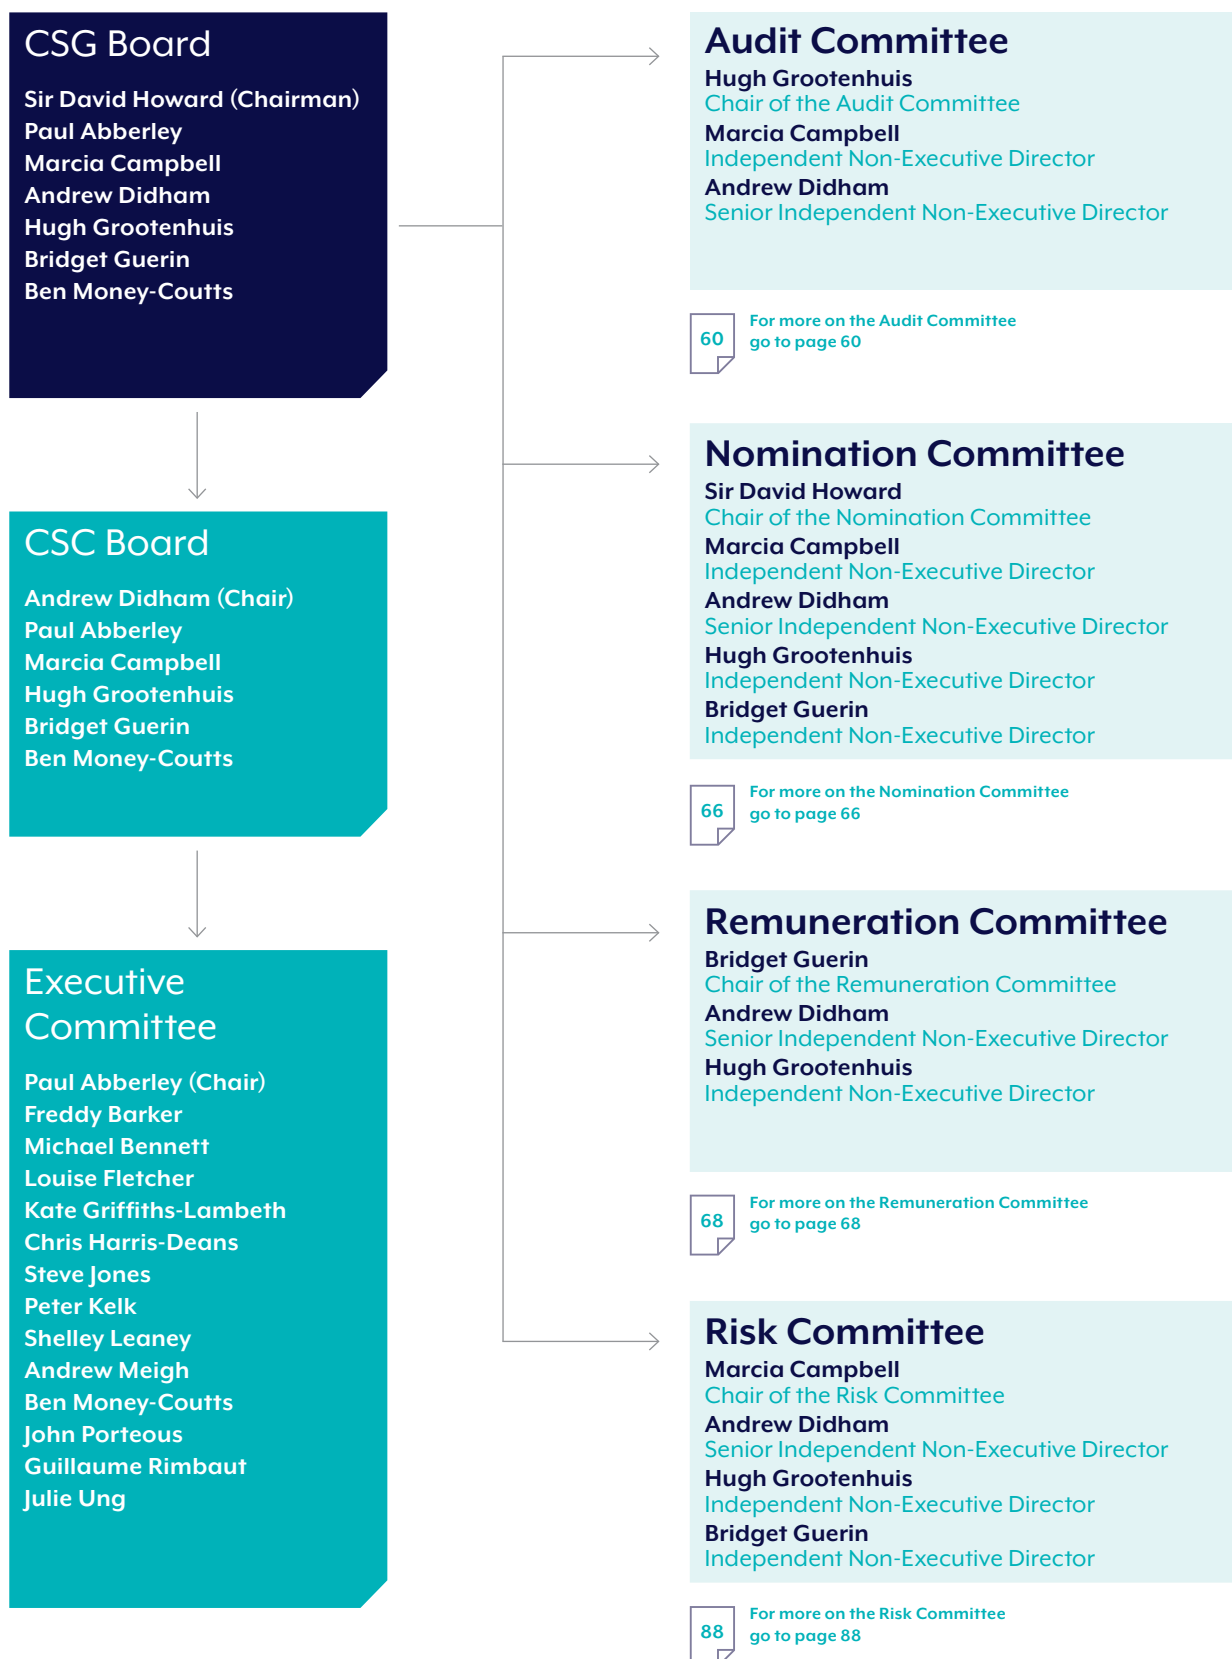 CSG Board
Sir David Howard (Chairman)
Paul Abberley
Marcia Campbell
Andrew Didham
Hugh Grootenhuis
Bridget Guerin
Ben Money-Coutts
CSC Board
Andrew Didham (Chair)
Paul Abberley
Marcia Campbell
Hugh Grootenhuis
Bridget Guerin
Ben Money-Coutts
Executive
Committee
Paul Abberley (Chair)
Freddy Barker
Michael Bennett
Louise Fletcher
Kate Griffiths-Lambeth
Chris Harris-Deans
Steve Jones
Peter Kelk
Shelley Leaney
Andrew Meigh
Ben Money-Coutts
John Porteous
Guillaume Rimbaut
Julie Ung
Audit Committee
Hugh Grootenhuis
Chair of the Audit Committee
Marcia Campbell
Independent Non-Executive Director
Andrew Didham
Senior Independent Non-Executive Director
60
For more on the Audit Committee
go to page 60
Nomination Committee
Sir David Howard
Chair of the Nomination Committee
Marcia Campbell
Independent Non-Executive Director
Andrew Didham
Senior Independent Non-Executive Director
Hugh Grootenhuis
Independent Non-Executive Director
Bridget Guerin
Independent Non-Executive Director
66
For more on the Nomination Committee
go to page 66
Remuneration Committee
Bridget Guerin
Chair of the Remuneration Committee
Andrew Didham
Senior Independent Non-Executive Director
Hugh Grootenhuis
Independent Non-Executive Director
68
For more on the Remuneration Committee
go to page 68
Risk Committee
Marcia Campbell
Chair of the Risk Committee
Andrew Didham
Senior Independent Non-Executive Director
Hugh Grootenhuis
Independent Non-Executive Director
Bridget Guerin
Independent Non-Executive Director
88
For more on the Risk Committee
go to page 88